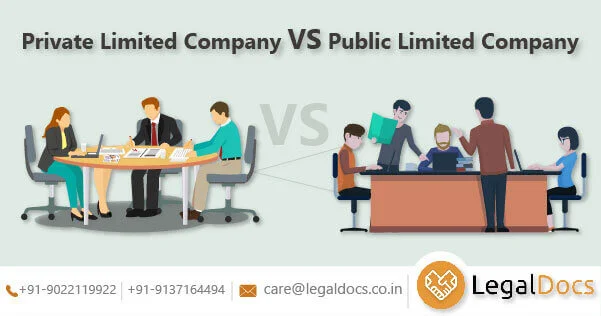 Private Limited Company VS Public Limited Company
VS
+91-9022119922 | +91-9137164494 care@legaldocs.co.in LegalDocs